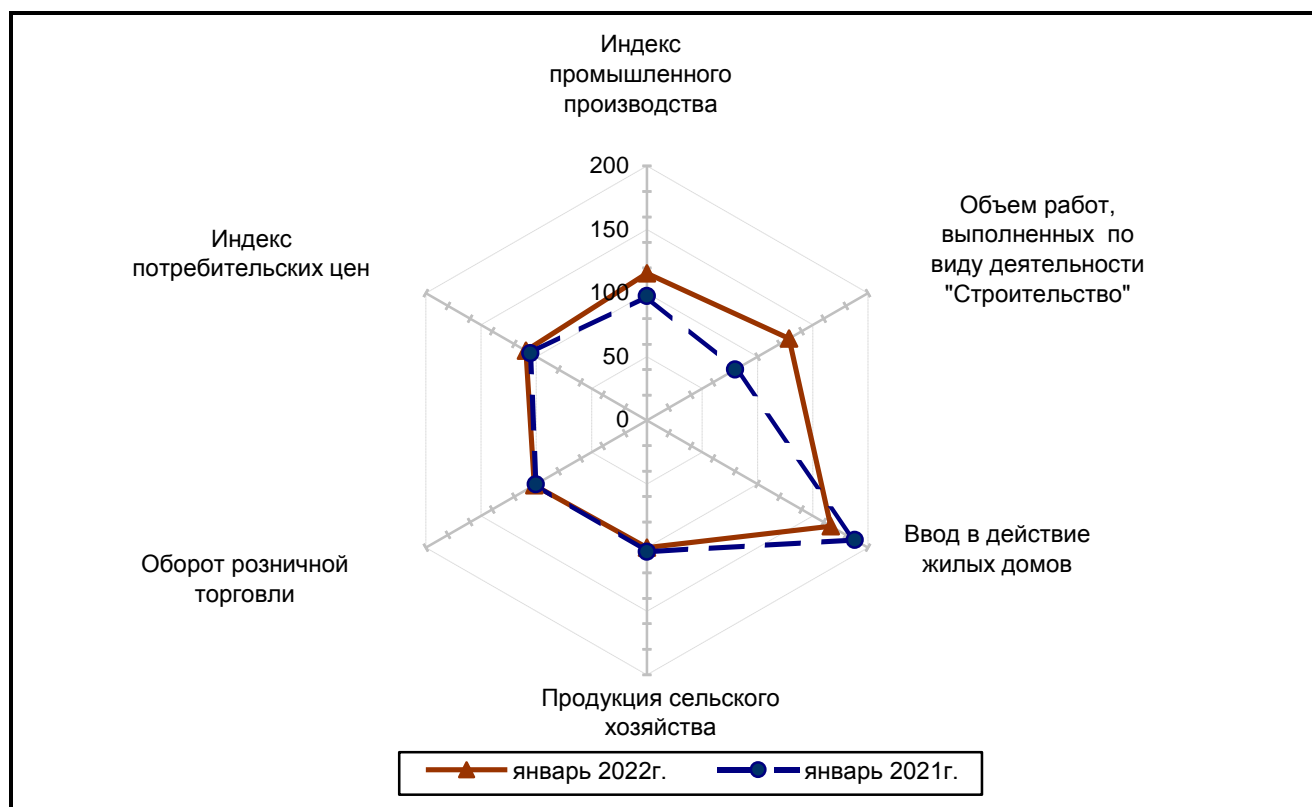 Индекс
промышленного
производства
Объем работ,
выполненных по
виду деятельности
"Строительство"
Ввод в действие
жилых домов
Продукция сельского
хозяйства
Оборот розничной
торговли
Индекс
потребительских цен
200
150
100
50
0
январь 2022г.
январь 2021г.